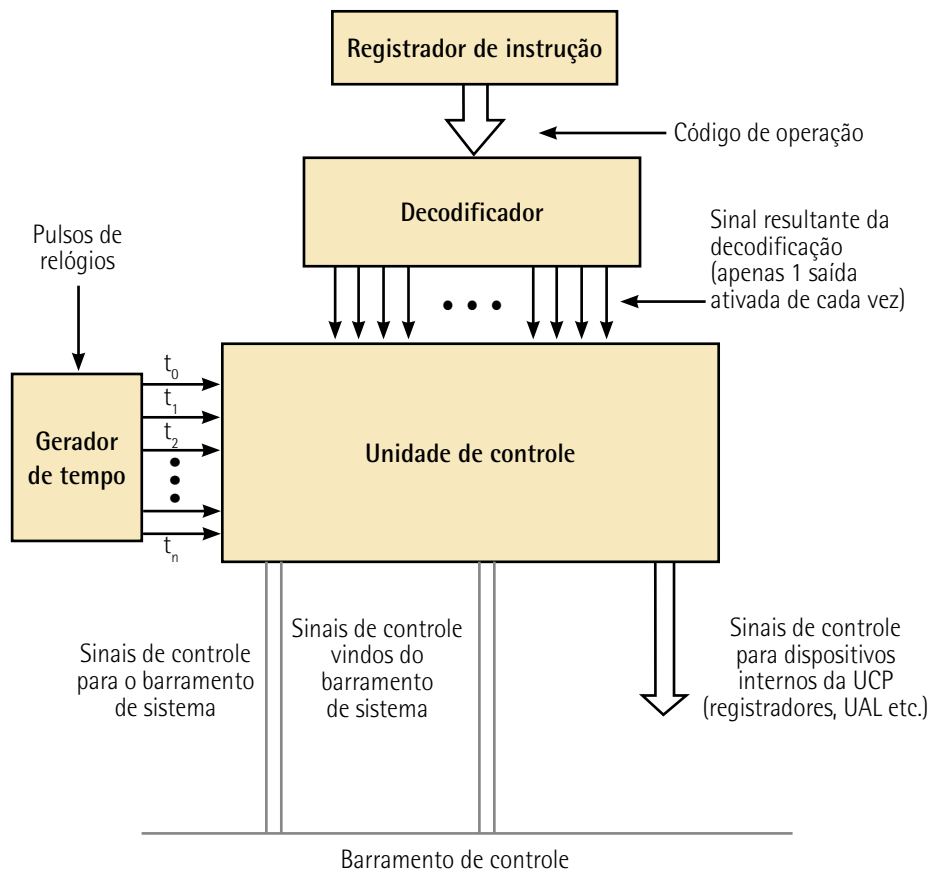 Registrador de instrução
Código de operação
Decodificador
Sinal resultante da
decodificação
(apenas 1 saída
ativada de cada vez)
Pulsos de
relógios
t0
t1
t2
tn
Gerador
de tempo
Unidade de controle
Sinais de controle
para o barramento
de sistema
Sinais de controle
vindos do
barramento
de sistema
Sinais de controle
para dispositivos
internos da UCP
(registradores, UAL etc.)
Barramento de controle